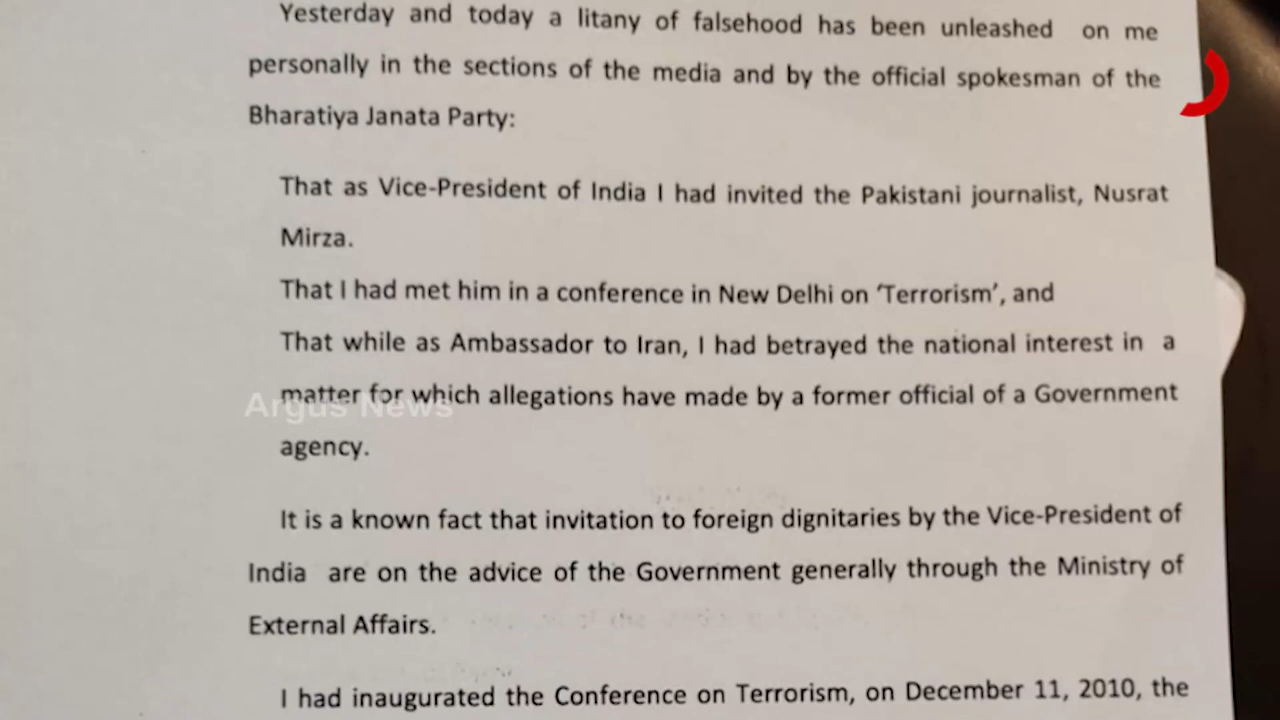 Yesterday and today a litany of falsehood has been unleashed on me
personally in the sections of the media and by the official spokesman of the
Bharatiya Janata Party:
That as Vice-President of India I had invited the Pakistani journalist, Nusrat
Mirza.
That I had met him in a conference in New Delhi on ‘Terrorism’, and
That while as Ambassador to Iran, I had betrayed the national interest in a
matter for which allegations have made by a former official of a Government
Argus News
agency.
It is a known fact that invitation to foreign dignitaries by the Vice-President of
India are on the advice of the Government generally through the Ministry of
External Affairs.
I had inaugurated the Conference on Terrorism, on December 11, 2010, the